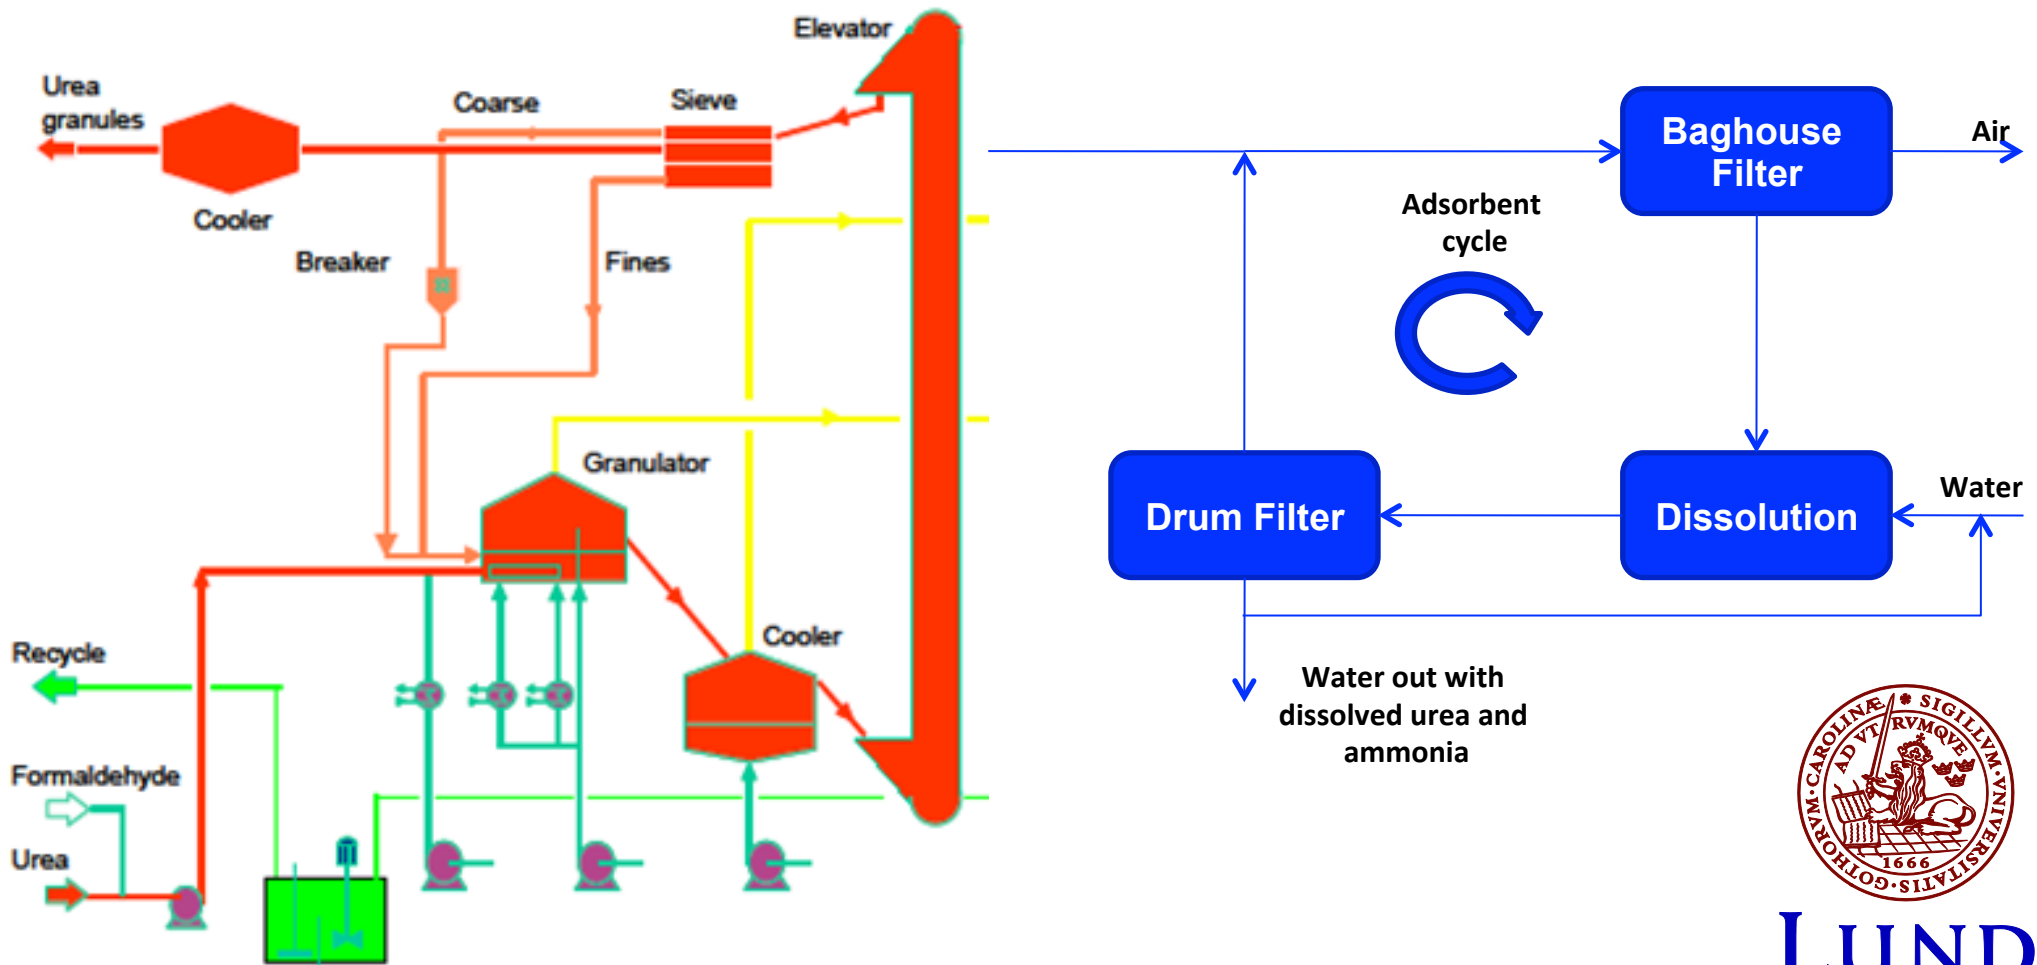 Elevator
Urea
granules
Coarse
Sieve
Cooler
Breaker
Fines
Granulator
Cooler
Recycle
Formaldehyde
Urea
Baghouse
Filter
Air
Adsorbent
cycle
Drum Filter
Dissolution
Water
Water out with
dissolved urea and
ammonia
SIGILLVM·VNIVERSITATIS·GOTHORVM·CAROLINÆ
AD VTRVMQVE
1666
LUND